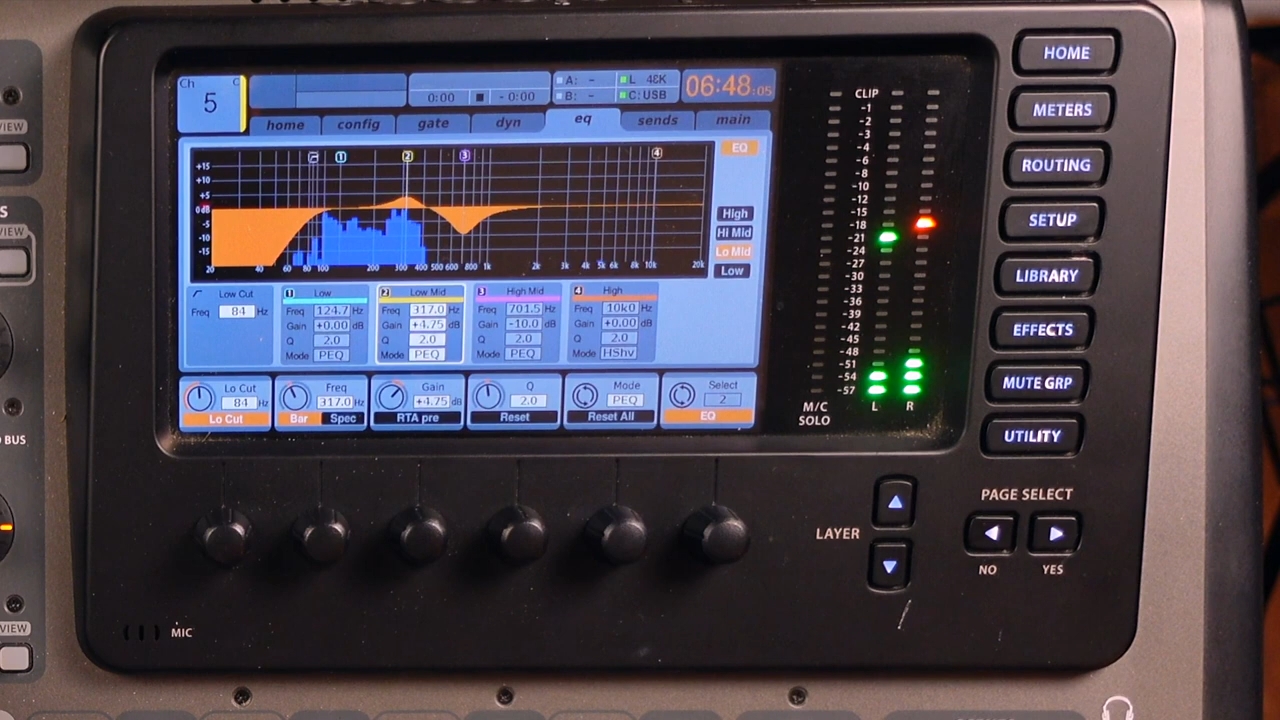 Ch C
5
0:00 - 0:00
A: - L 48K
B: - C: USB
06:48:05
home config gate dyn eq sends main
EQ
1 2 3 4
+15
+10
+5
0 dB
-5
-10
-15
20 40 60 80 100 200 300 400 500 600 800 1k 2k 3k 4k 5k 6k 8k 10k 20k
High
Hi Mid
Lo Mid
Low
Low Cut
Freq 84 Hz
1 Low
Freq 124.7 Hz
Gain +0.00 dB
Q 2.0
Mode PEQ
2 Low Mid
Freq 317.0 Hz
Gain +4.75 dB
Q 2.0
Mode PEQ
3 High Mid
Freq 701.5 Hz
Gain -10.0 dB
Q 2.0
Mode PEQ
4 High
Freq 10k0 Hz
Gain +0.00 dB
Q 2.0
Mode HShv
Lo Cut
84 Hz
Lo Cut
Freq
317.0 Hz
Bar Spec
Gain
+4.75 dB
RTA pre
Q
2.0
Reset
Mode
PEQ
Reset All
Select
2
EQ
CLIP
-1
-2
-3
-4
-6
-8
-10
-12
-15
-18
-21
-24
-27
-30
-33
-36
-39
-42
-45
-48
-51
-54
-57
M/C
SOLO
L R
HOME
METERS
ROUTING
SETUP
LIBRARY
EFFECTS
MUTE GRP
UTILITY
LAYER
PAGE SELECT
NO YES
MIC
VIEW
S
VIEW
BUS
VIEW